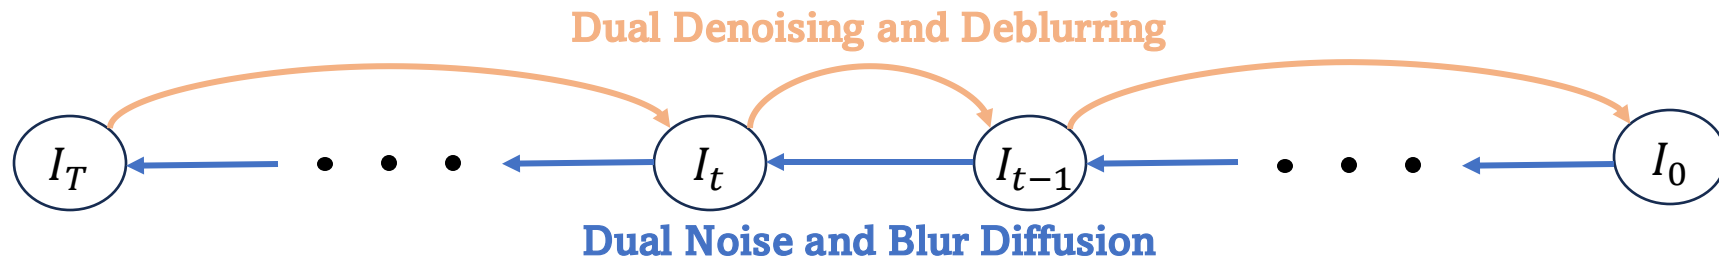 Dual Denoising and Deblurring
I_T
I_t
I_{t-1}
I_0
Dual Noise and Blur Diffusion